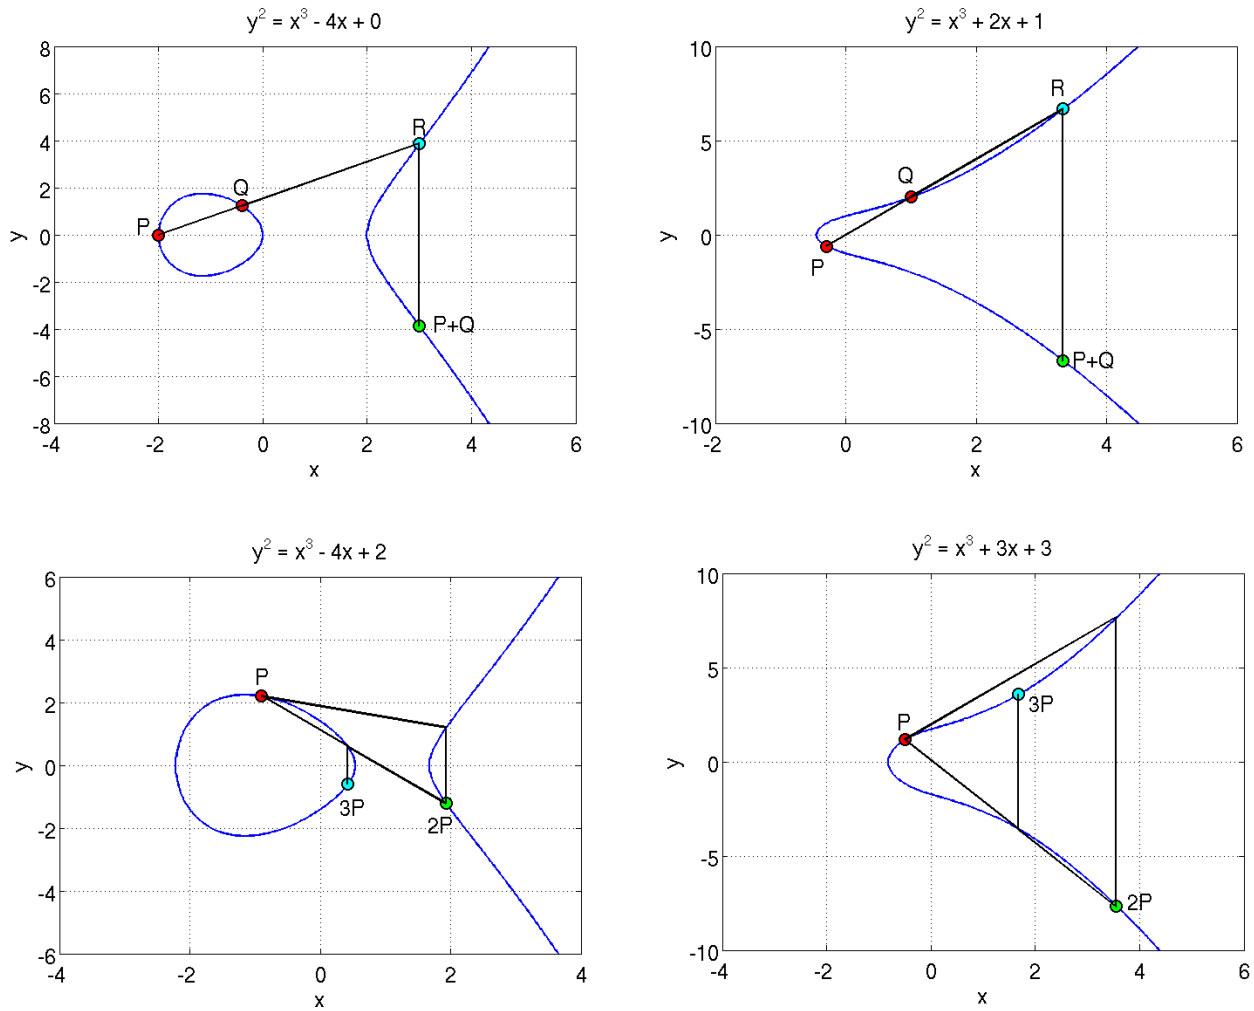 y² = x³ - 4x + 0
8
6
4
2
0
-2
-4
-6
-8
-4 -2 0 2 4 6
x
y
P
Q
R
P+Q
y² = x³ + 2x + 1
10
5
0
-5
-10
-2 0 2 4 6
x
y
P
Q
R
P+Q
y² = x³ - 4x + 2
6
4
2
0
-2
-4
-6
-4 -2 0 2 4
x
y
P
3P
2P
y² = x³ + 3x + 3
10
5
0
-5
-10
-4 -2 0 2 4 6
x
y
P
3P
2P